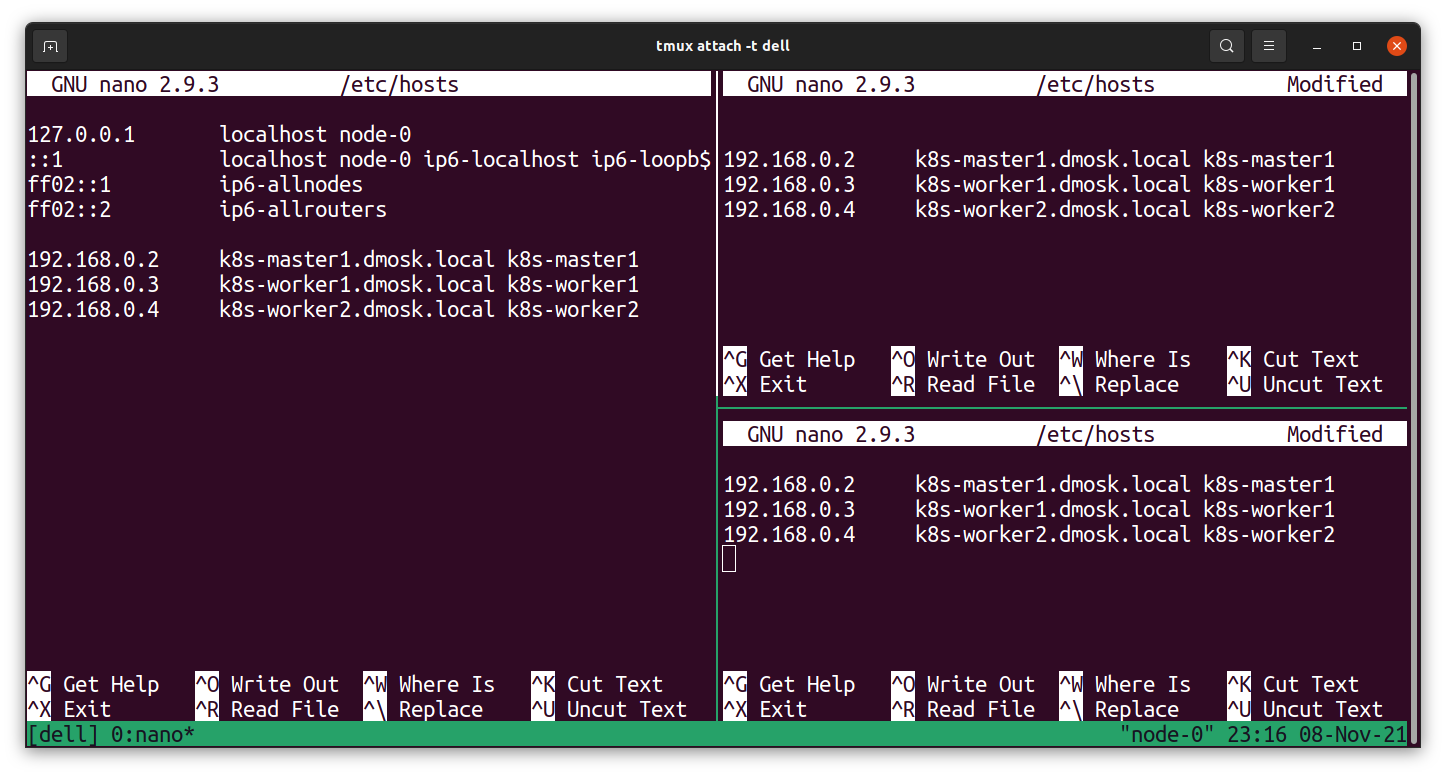 tmux attach -t dell
GNU nano 2.9.3 /etc/hosts
127.0.0.1 localhost node-0
::1 localhost node-0 ip6-localhost ip6-loopb$
ff02::1 ip6-allnodes
ff02::2 ip6-allrouters
192.168.0.2 k8s-master1.dmosk.local k8s-master1
192.168.0.3 k8s-worker1.dmosk.local k8s-worker1
192.168.0.4 k8s-worker2.dmosk.local k8s-worker2
^G Get Help ^O Write Out ^W Where Is ^K Cut Text
^X Exit ^R Read File ^\ Replace ^U Uncut Text
GNU nano 2.9.3 /etc/hosts Modified
192.168.0.2 k8s-master1.dmosk.local k8s-master1
192.168.0.3 k8s-worker1.dmosk.local k8s-worker1
192.168.0.4 k8s-worker2.dmosk.local k8s-worker2
^G Get Help ^O Write Out ^W Where Is ^K Cut Text
^X Exit ^R Read File ^\ Replace ^U Uncut Text
GNU nano 2.9.3 /etc/hosts Modified
192.168.0.2 k8s-master1.dmosk.local k8s-master1
192.168.0.3 k8s-worker1.dmosk.local k8s-worker1
192.168.0.4 k8s-worker2.dmosk.local k8s-worker2
^G Get Help ^O Write Out ^W Where Is ^K Cut Text
^X Exit ^R Read File ^\ Replace ^U Uncut Text
[dell] 0:nano* "node-0" 23:16 08-Nov-21